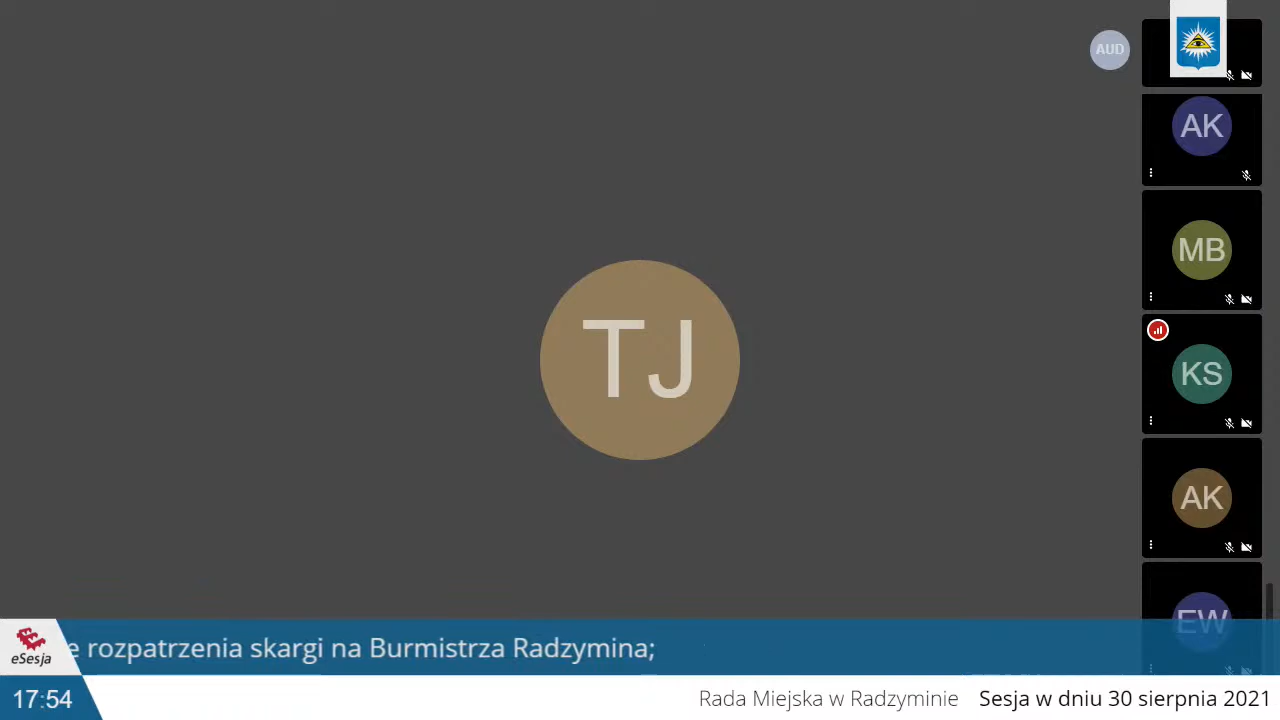 AUD
AK
MB
KS
TJ
AK
EW
e rozpatrzenia skargi na Burmistrza Radzymina;
eSesja
17:54
Rada Miejska w Radzyminie
Sesja w dniu 30 sierpnia 2021